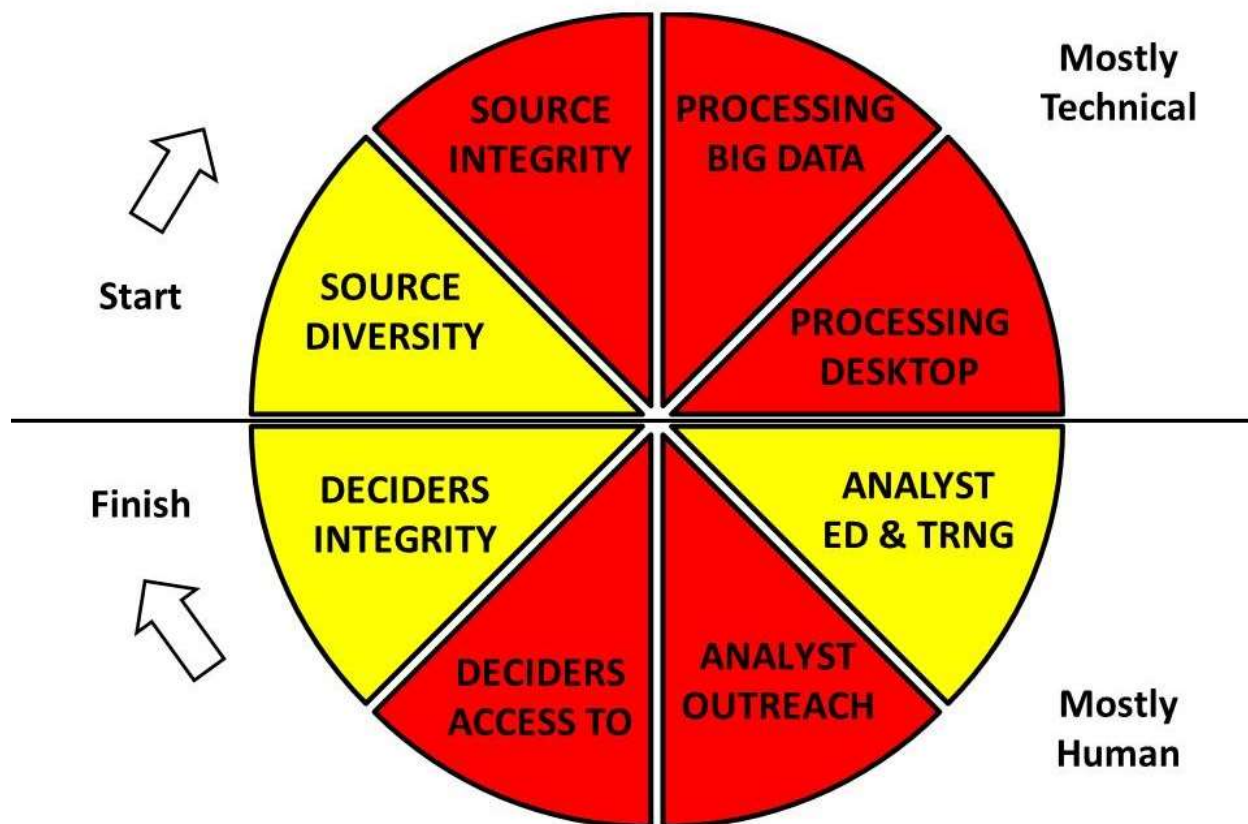 Mostly
Technical
SOURCE
INTEGRITY
PROCESSING
BIG DATA
Start
SOURCE
DIVERSITY
PROCESSING
DESKTOP
Finish
DECIDERS
INTEGRITY
ANALYST
ED & TRNG
DECIDERS
ACCESS TO
ANALYST
OUTREACH
Mostly
Human